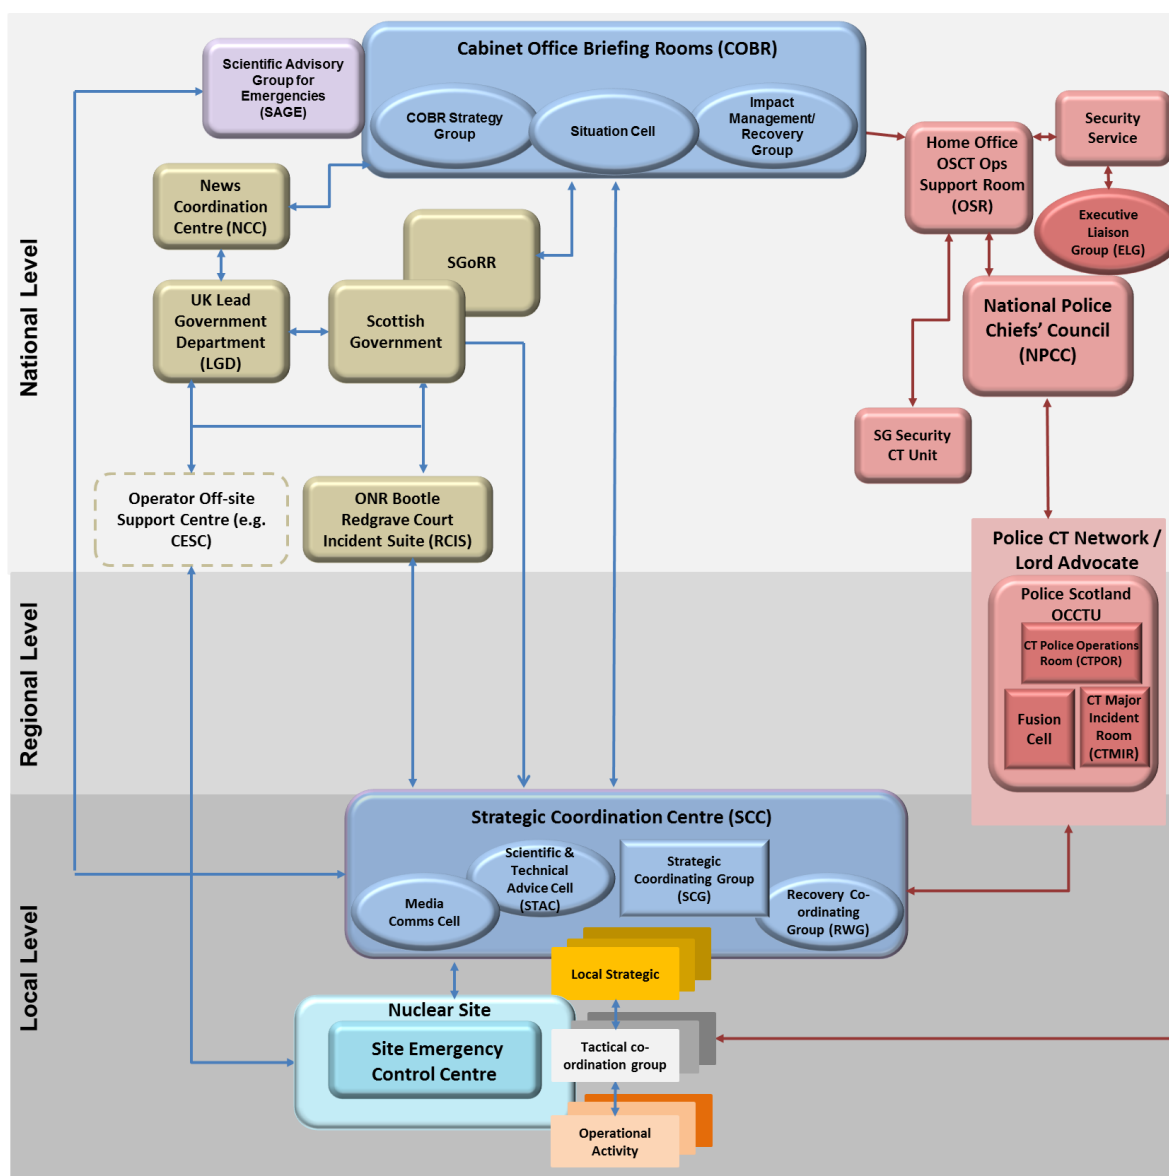 Cabinet Office Briefing Rooms (COBR)
Scientific Advisory
Group for
Emergencies
(SAGE)
COBR Strategy
Group
Situation Cell
Impact
Management/
Recovery
Group
Home Office
OSCT Ops
Support Room
(OSR)
Security
Service
Executive
Liaison
Group (ELG)
News
Coordination
Centre (NCC)
SGoRR
UK Lead
Government
Department
(LGD)
Scottish
Government
National Police
Chiefs’ Council
(NPCC)
SG Security
CT Unit
National Level
Operator Off-site
Support Centre (e.g.
CESC)
ONR Bootle
Redgrave Court
Incident Suite (RCIS)
Police CT Network /
Lord Advocate
Police Scotland
OCCTU
CT Police Operations
Room (CTPOR)
Fusion
Cell
CT Major
Incident
Room
(CTMIR)
Regional Level
Strategic Coordination Centre (SCC)
Media
Comms Cell
Scientific &
Technical
Advice Cell
(STAC)
Strategic
Coordinating Group
(SCG)
Recovery Co-
ordinating
Group (RWG)
Local Level
Local Strategic
Nuclear Site
Site Emergency
Control Centre
Tactical co-
ordination group
Operational
Activity